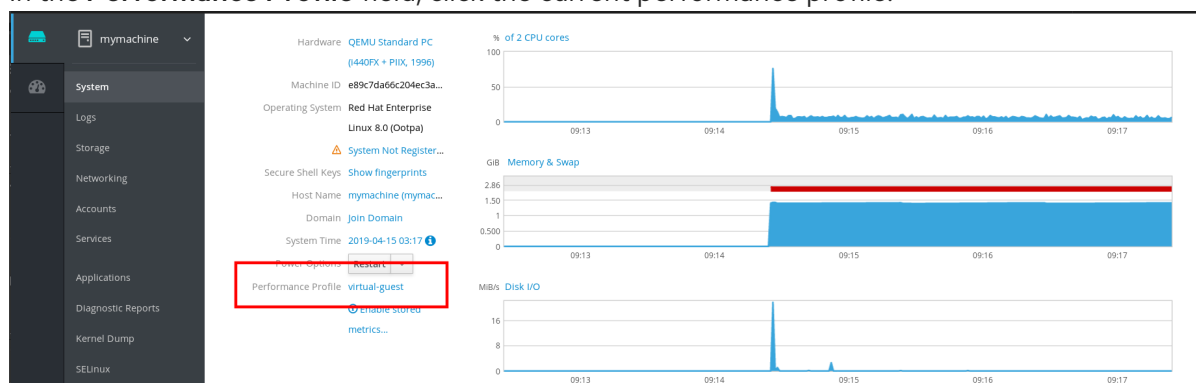 In the Performance Profile field, click the current performance profile.
mymachine
System
Logs
Storage
Networking
Accounts
Services
Applications
Diagnostic Reports
Kernel Dump
SELinux
Hardware QEMU Standard PC
(I440FX + PIIX, 1996)
Machine ID e89c7da66c204ec3a...
Operating System Red Hat Enterprise
Linux 8.0 (Ootpa)
System Not Register...
Secure Shell Keys Show fingerprints
Host Name mymachine (mymac...
Domain Join Domain
System Time 2019-04-15 03:17
Power Options Restart
Performance Profile virtual-guest
Enable stored
metrics...
% of 2 CPU cores
100
50
0
09:13 09:14 09:15 09:16 09:17
GiB Memory & Swap
2.86
1.50
1
0.500
0
09:13 09:14 09:15 09:16 09:17
MiB/s Disk I/O
16
8
0
09:13 09:14 09:15 09:16 09:17